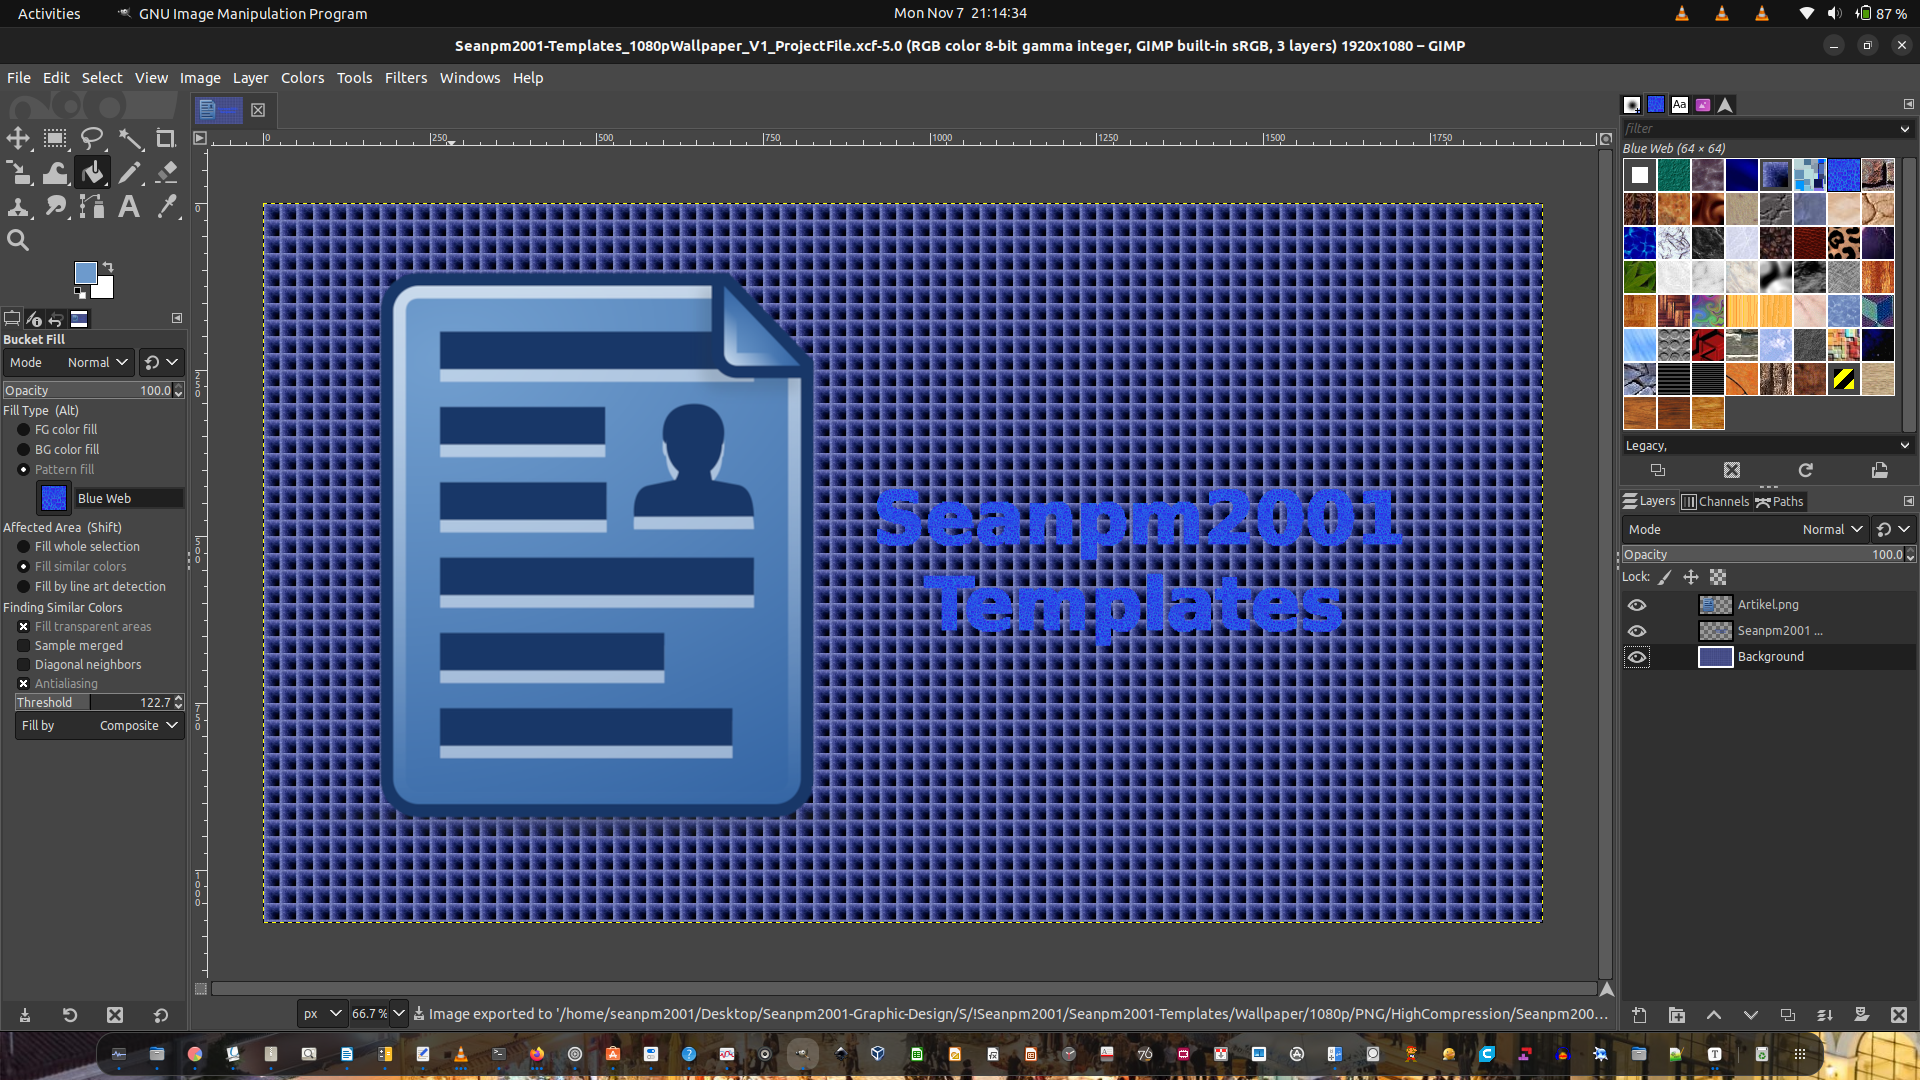 Activities
GNU Image Manipulation Program
Mon Nov 7 21:14:34
87 %
Seanpm2001-Templates_1080pWallpaper_V1_ProjectFile.xcf-5.0 (RGB color 8-bit gamma integer, GIMP built-in sRGB, 3 layers) 1920x1080 – GIMP
File Edit Select View Image Layer Colors Tools Filters Windows Help
0 250 500 750 1000 1250 1500 1750
Bucket Fill
Mode Normal
Opacity 100.0
Fill Type (Alt)
FG color fill
BG color fill
Pattern fill
Blue Web
Affected Area (Shift)
Fill whole selection
Fill similar colors
Fill by line art detection
Finding Similar Colors
Fill transparent areas
Sample merged
Diagonal neighbors
Antialiasing
Threshold 122.7
Fill by Composite
0
250
500
750
1000
Seanpm2001
Templates
px 66.7 % Image exported to '/home/seanpm2001/Desktop/Seanpm2001-Graphic-Design/S/!Seanpm2001/Seanpm2001-Templates/Wallpaper/1080p/PNG/HighCompression/Seanpm200...
Aa
filter
Blue Web (64 × 64)
Legacy,
Layers Channels Paths
Mode Normal
Opacity 100.0
Lock:
Artikel.png
Seanpm2001 ...
Background